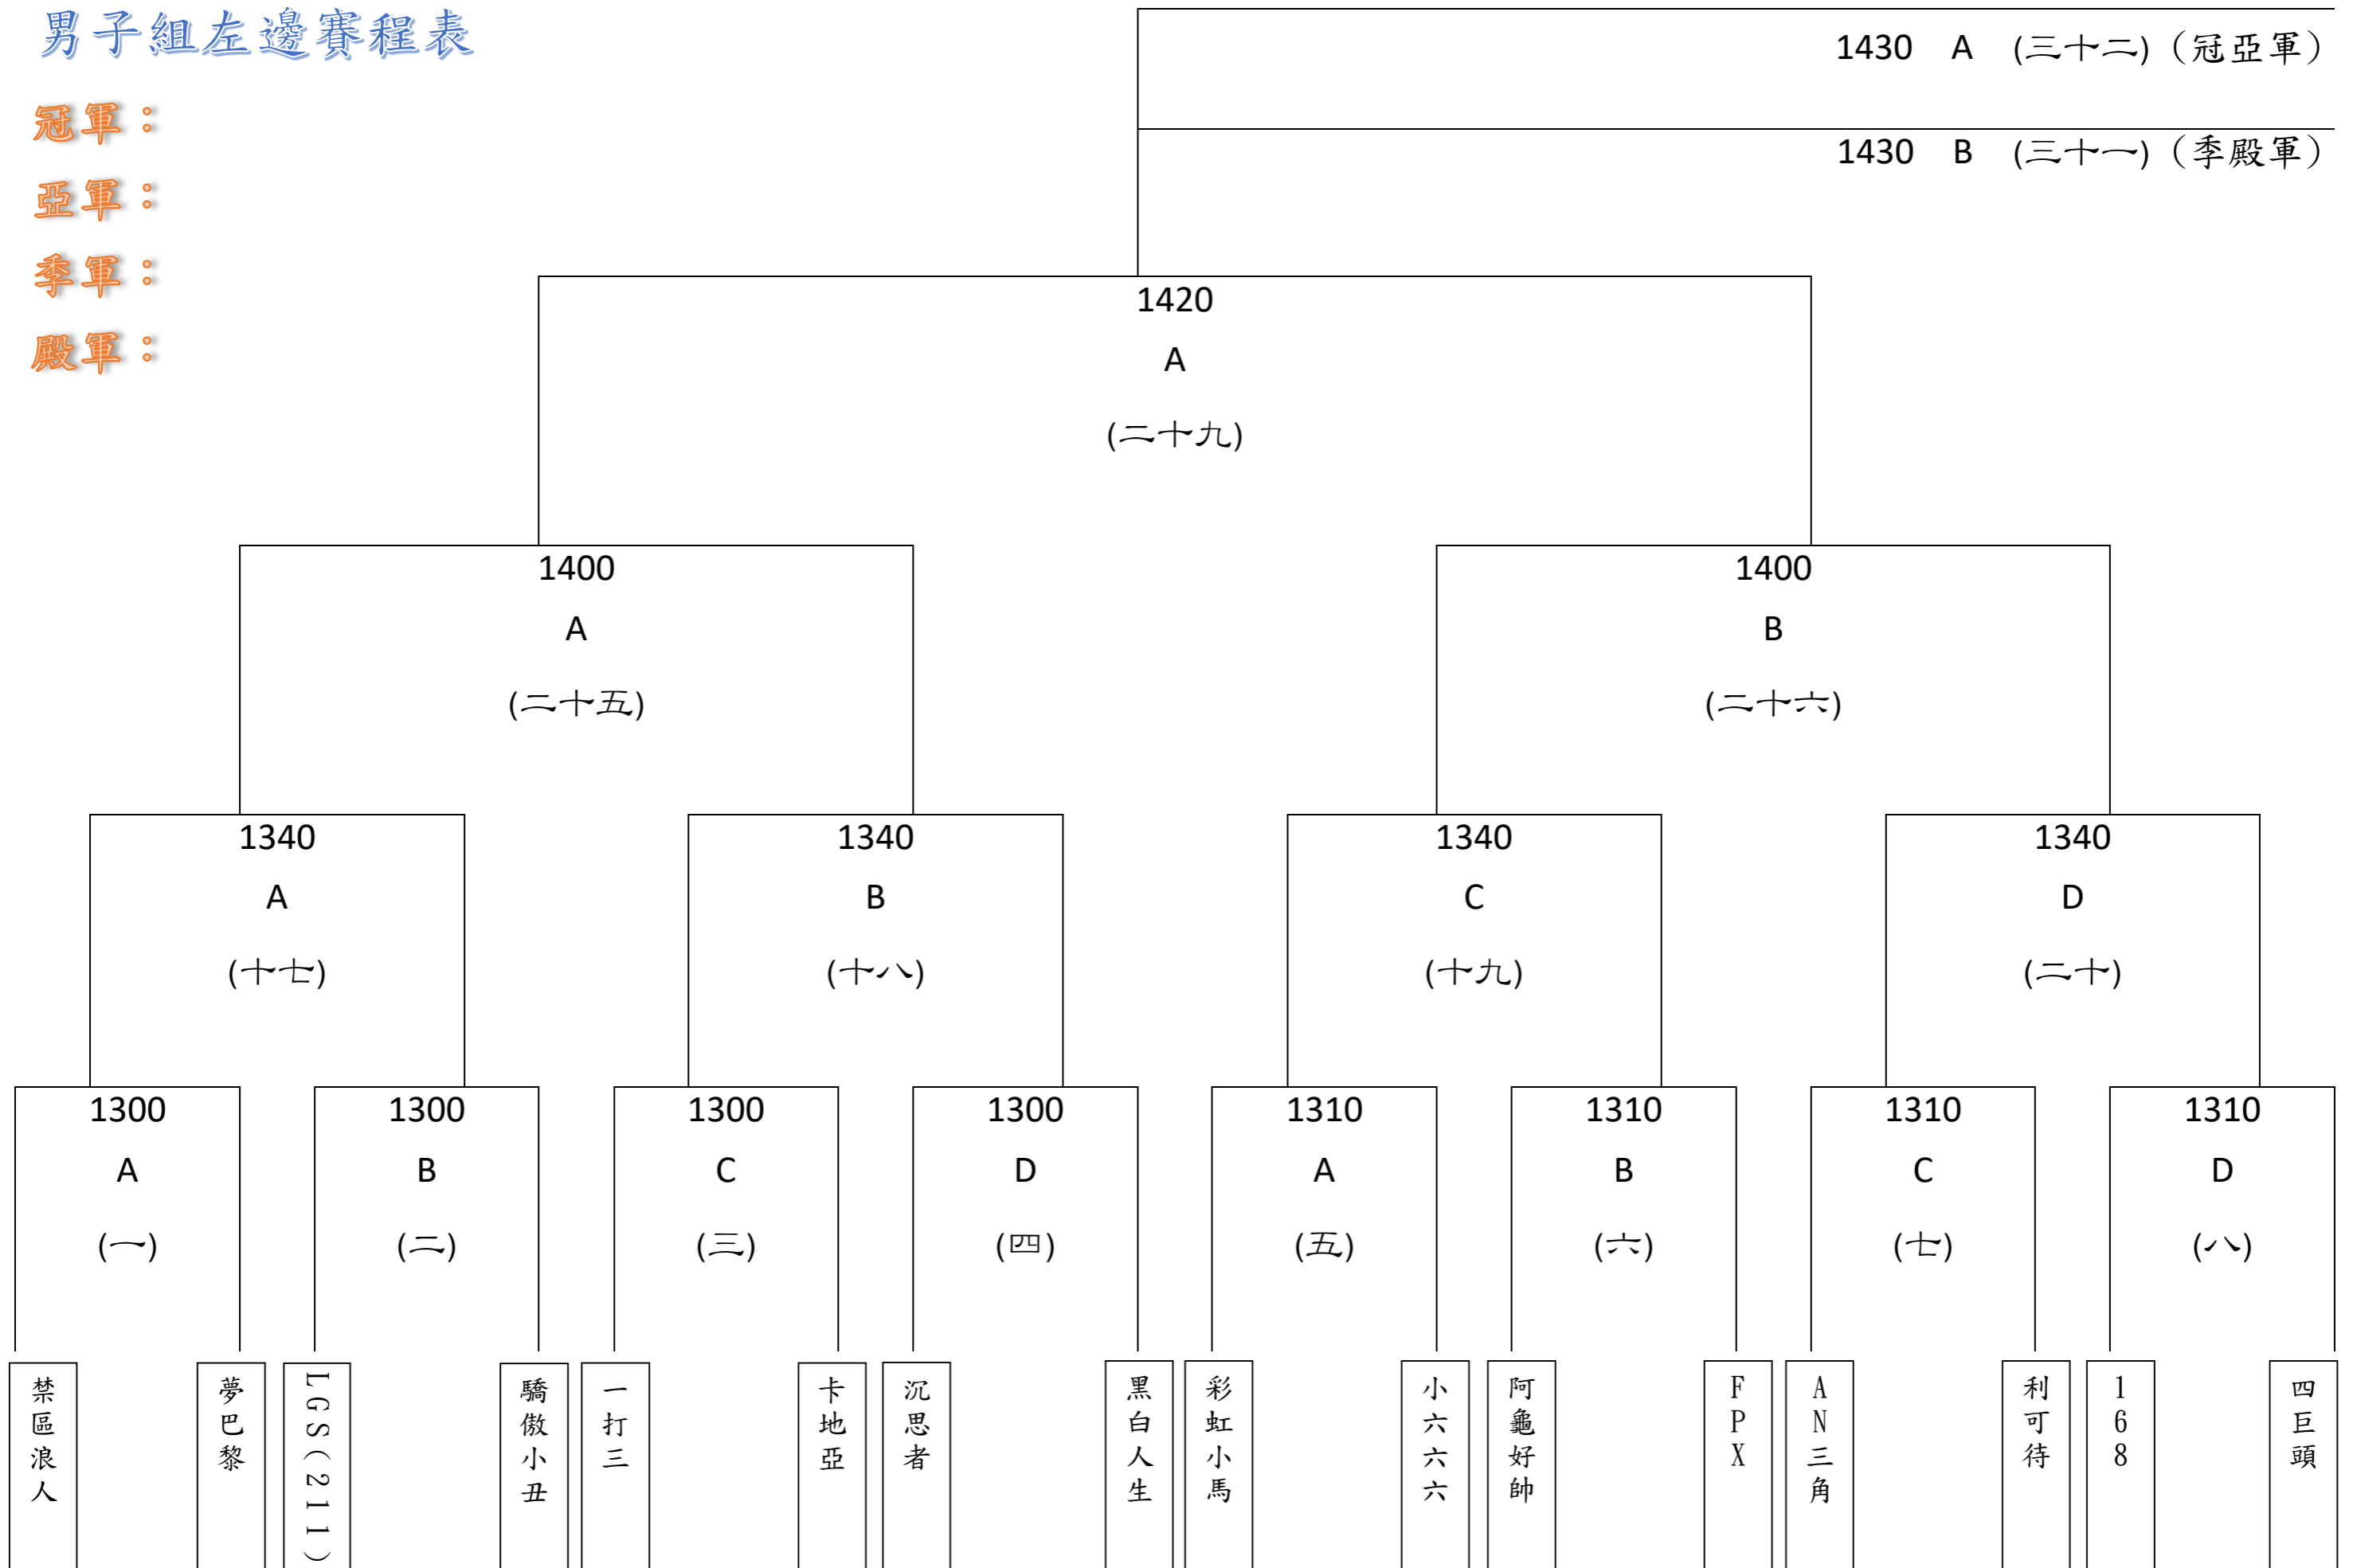 男子組左邊賽程表
1430 A (三十二)（冠亞軍）
冠軍：
1430 B (三十一)（季殿軍）
亞軍：
季軍：
殿軍：
1420
A
(二十九)
1400
A
(二十五)
1400
B
(二十六)
1340
A
(十七)
1340
B
(十八)
1340
C
(十九)
1340
D
(二十)
1300
A
(一)
1300
B
(二)
1300
C
(三)
1300
D
(四)
1310
A
(五)
1310
B
(六)
1310
C
(七)
1310
D
(八)
禁區浪人
夢巴黎
LGS(211)
驕傲小丑
一打三
卡地亞
沉思者
黑白人生
彩虹小馬
小六六六
阿龜好帥
FPX
AN三角
利可待
168
四巨頭